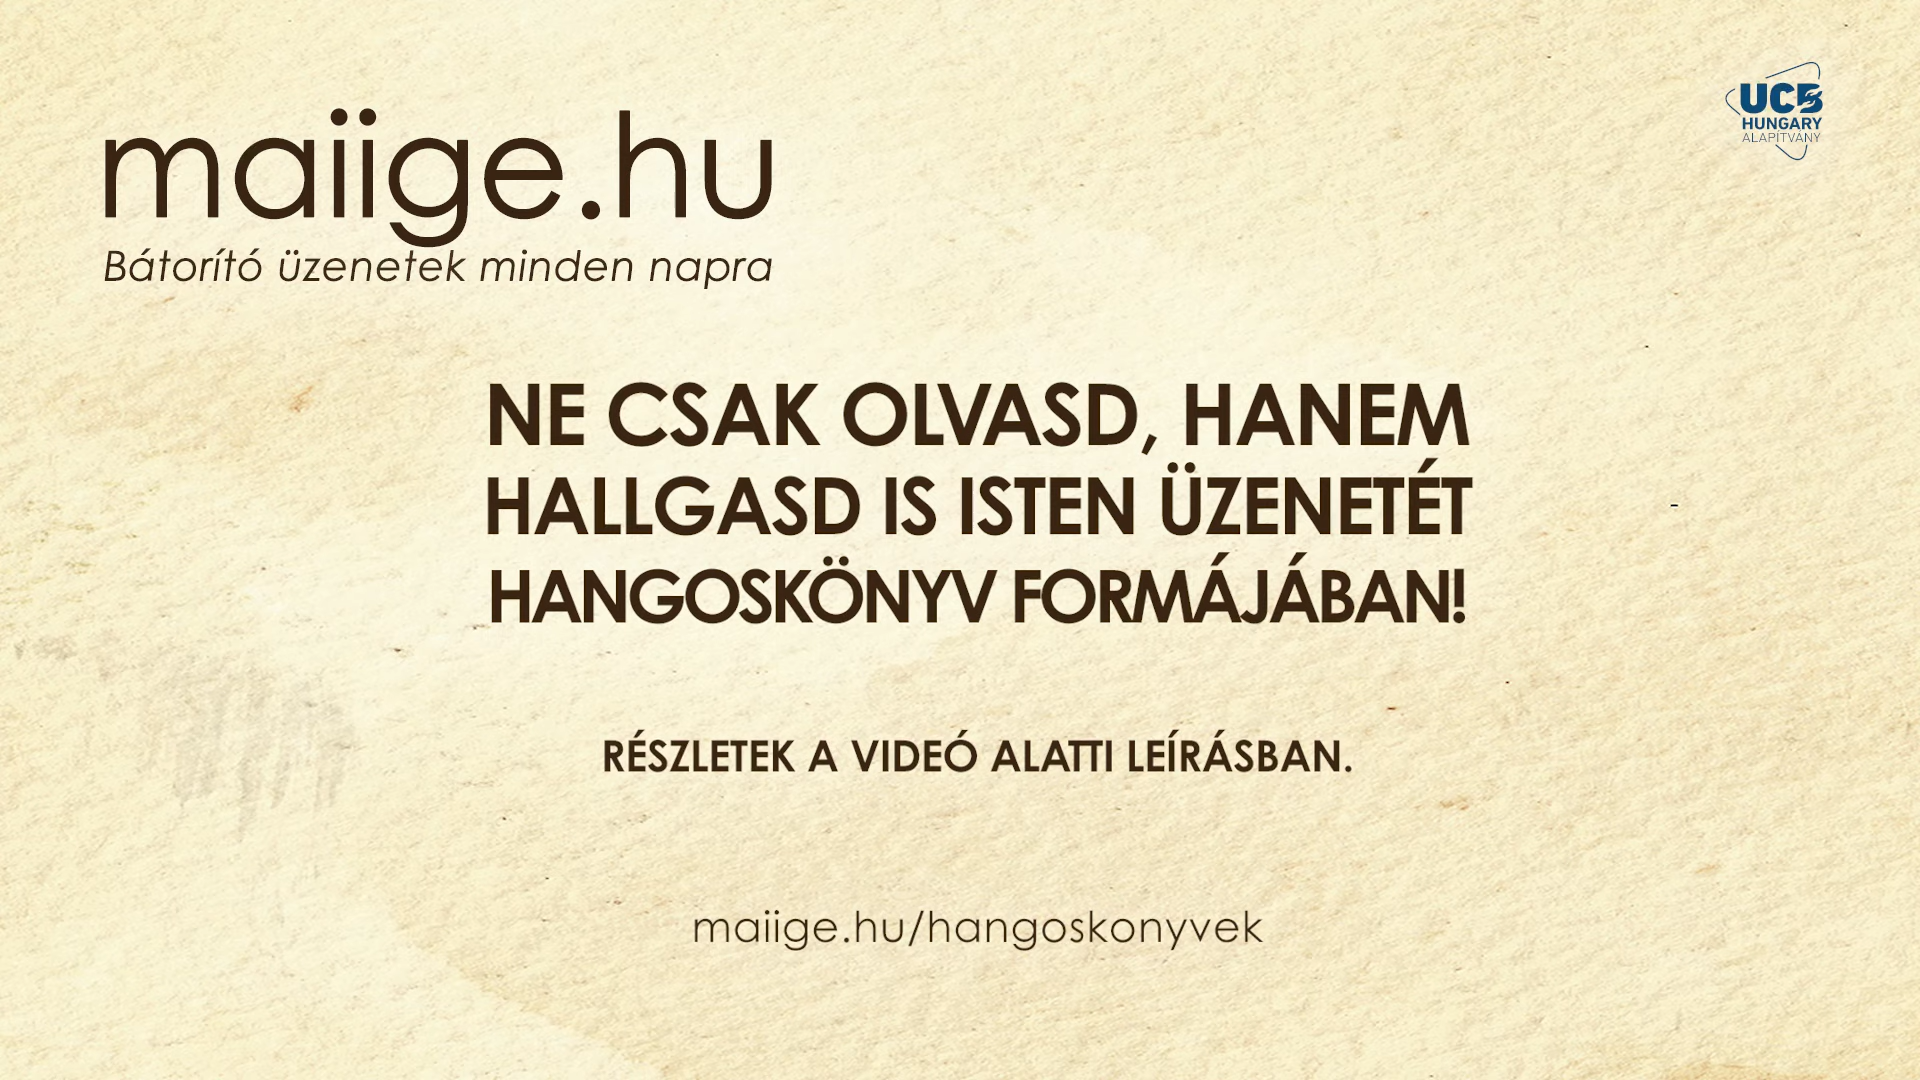 maiige.hu
Bátorító üzenetek minden napra
UCB
HUNGARY
ALAPÍTVÁNY
NE CSAK OLVASD, HANEM
HALLGASD IS ISTEN ÜZENETÉT
HANGOSKÖNYV FORMÁJÁBAN!
RÉSZLETEK A VIDEÓ ALATTI LEÍRÁSBAN.
maiige.hu/hangoskonyvek